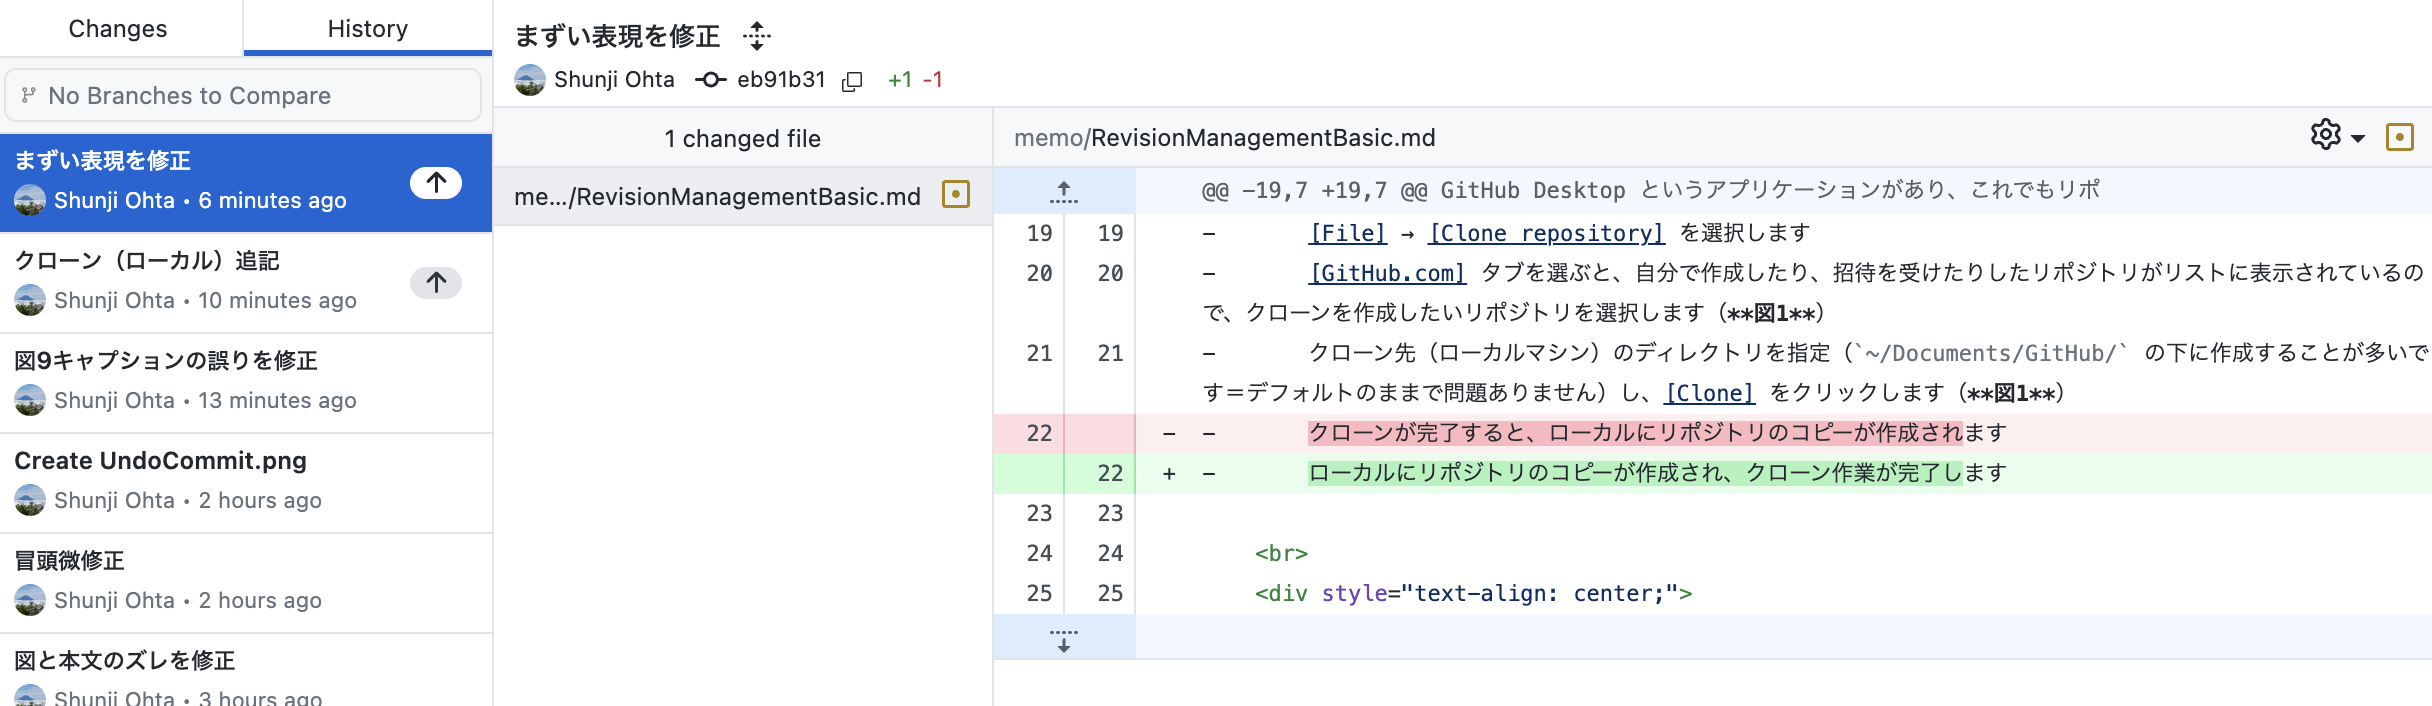 Changes
History
No Branches to Compare
まずい表現を修正
Shunji Ohta • 6 minutes ago
クローン（ローカル）追記
Shunji Ohta • 10 minutes ago
図9キャプションの誤りを修正
Shunji Ohta • 13 minutes ago
Create UndoCommit.png
Shunji Ohta • 2 hours ago
冒頭微修正
Shunji Ohta • 2 hours ago
図と本文のズレを修正
Shunji Ohta • 3 hours ago
まずい表現を修正
Shunji Ohta eb91b31 +1 -1
1 changed file
me.../RevisionManagementBasic.md
memo/RevisionManagementBasic.md
@@ -19,7 +19,7 @@ GitHub Desktop というアプリケーションがあり、これでもリポ
19 19 - [File] → [Clone repository] を選択します
20 20 - [GitHub.com] タブを選ぶと、自分で作成したり、招待を受けたりしたリポジトリがリストに表示されているの
で、クローンを作成したいリポジトリを選択します（**図1**）
21 21 - クローン先（ローカルマシン）のディレクトリを指定（`~/Documents/GitHub/` の下に作成することが多いで
す＝デフォルトのままで問題ありません）し、[Clone] をクリックします（**図1**）
22 - - クローンが完了すると、ローカルにリポジトリのコピーが作成されます
22 + - ローカルにリポジトリのコピーが作成され、クローン作業が完了します
23 23
24 24 <br>
25 25 <div style="text-align: center;">